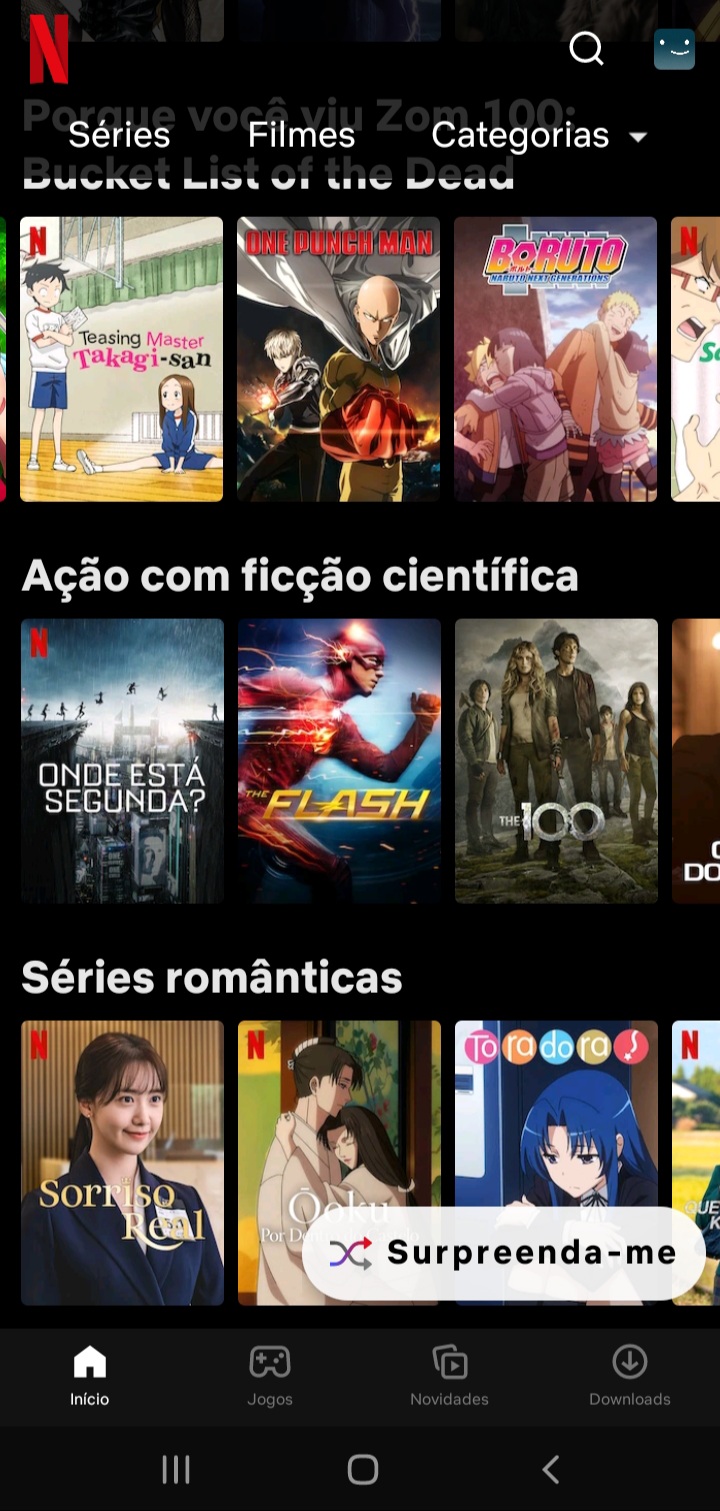 N
Porque você viu Zom 100:
Séries Filmes Categorias
Bucket List of the Dead
N
Teasing Master
Takagi-san
ONE PUNCH MAN
BORUTO
NARUTO NEXT GENERATIONS
N
Ação com ficção científica
N
ONDE ESTÁ
SEGUNDA?
THE FLASH
THE 100
DO
Séries românticas
N
Sorriso
Real
N
Ōoku
Por Dentro
Toradora!
N
QUE
K
Surpreenda-me
Início
Jogos
Novidades
Downloads